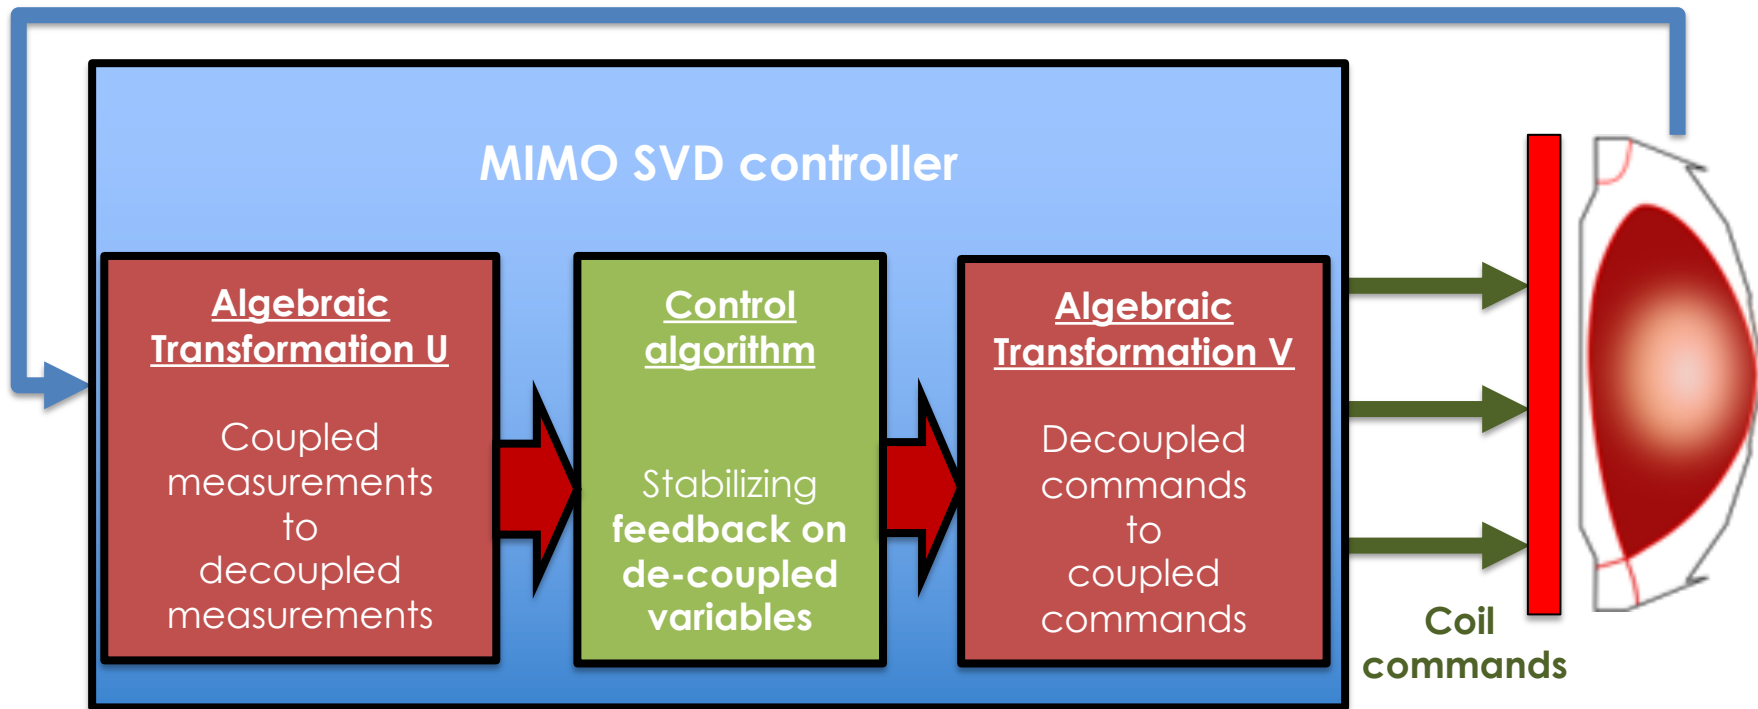 MIMO SVD controller
Algebraic
Transformation U
Coupled
measurements
to
decoupled
measurements
Control
algorithm
Stabilizing
feedback on
de-coupled
variables
Algebraic
Transformation V
Decoupled
commands
to
coupled
commands
Coil
commands